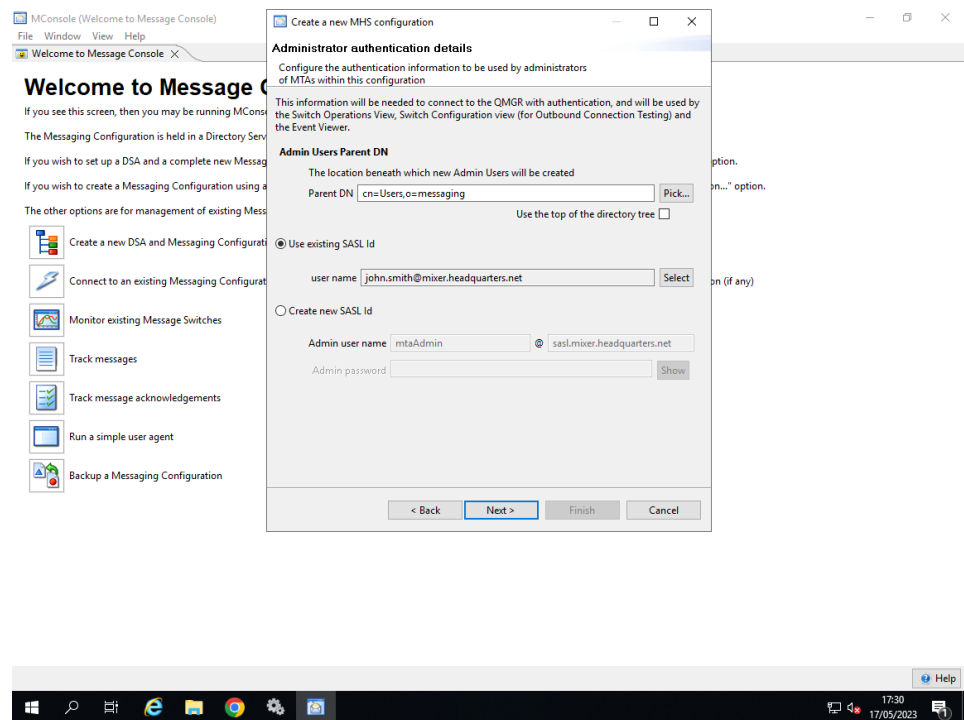 MConsole (Welcome to Message Console)
File Window View Help
Welcome to Message Console
Welcome to Message C
If you see this screen, then you may be running MConso
The Messaging Configuration is held in a Directory Serv
If you wish to set up a DSA and a complete new Messag
ption.
If you wish to create a Messaging Configuration using a
on..." option.
The other options are for management of existing Mess
Create a new DSA and Messaging Configurati
Connect to an existing Messaging Configurat
on (if any)
Monitor existing Message Switches
Track messages
Track message acknowledgements
Run a simple user agent
Backup a Messaging Configuration
Create a new MHS configuration
Administrator authentication details
Configure the authentication information to be used by administrators
of MTAs within this configuration
This information will be needed to connect to the QMGR with authentication, and will be used by
the Switch Operations View, Switch Configuration view (for Outbound Connection Testing) and
the Event Viewer.
Admin Users Parent DN
The location beneath which new Admin Users will be created
Parent DN cn=Users,o=messaging Pick...
Use the top of the directory tree
Use existing SASL Id
user name john.smith@mixer.headquarters.net Select
Create new SASL Id
Admin user name mtaAdmin @ sasl.mixer.headquarters.net
Admin password Show
< Back Next > Finish Cancel
Help
17:30
17/05/2023
1